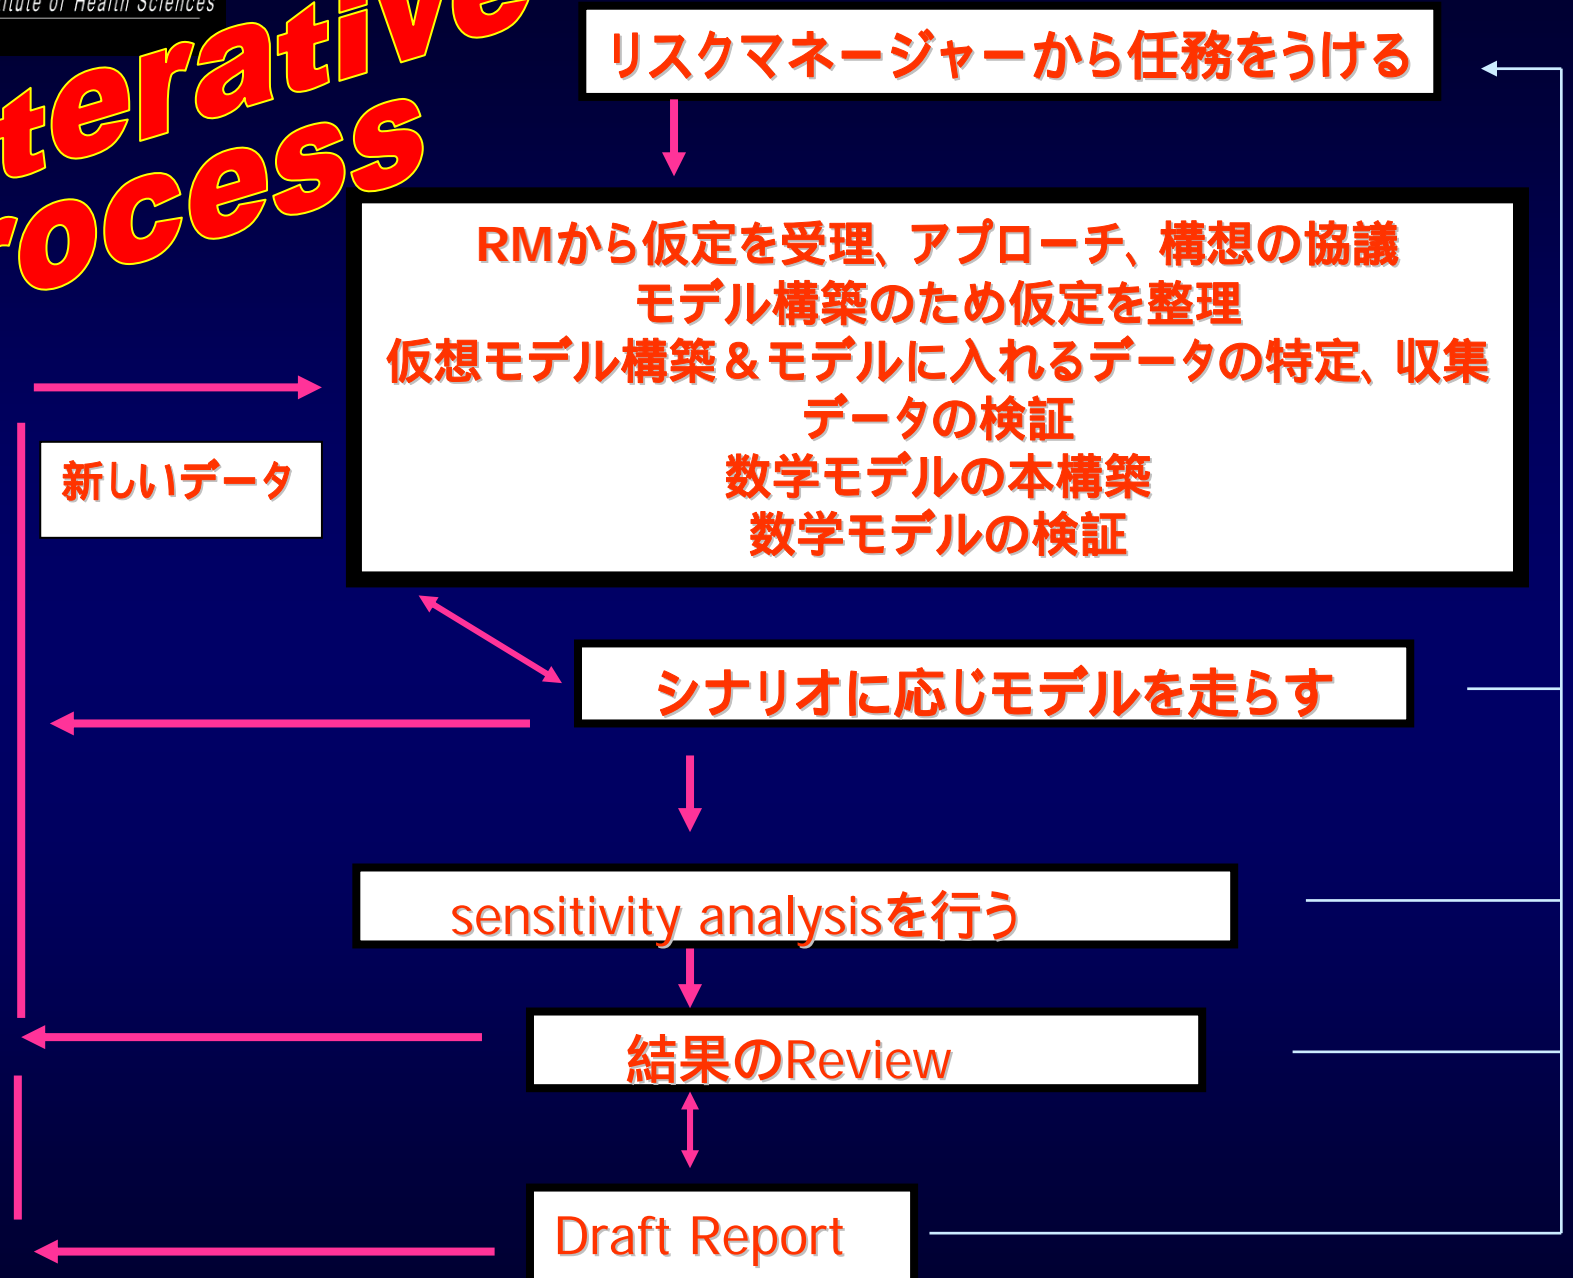 of Health Sciences
リスクマネージャーから任務をうける
RMから仮定を受理、アプローチ、構想の協議
モデル構築のため仮定を整理
仮想モデル構築&モデルに入れるデータの特定、収集
データの検証
数学モデルの本構築
数学モデルの検証
新しいデータ
シナリオに応じモデルを走らす
sensitivity analysisを行う
結果のReview
Draft Report